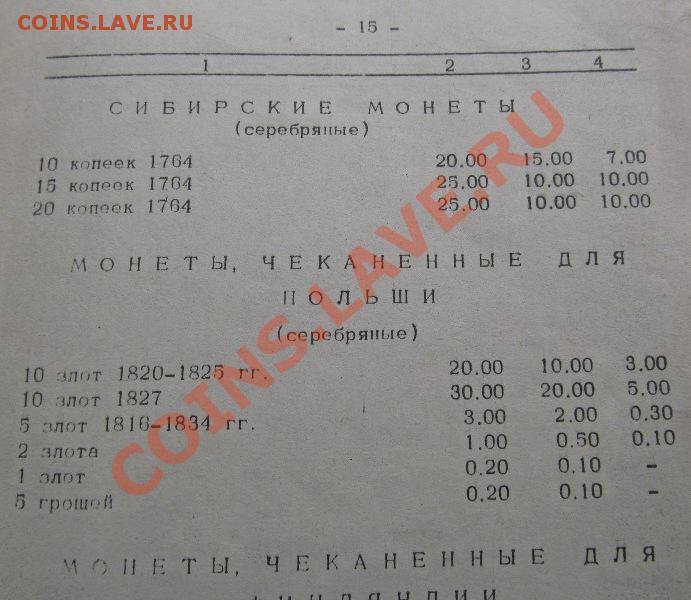 COINS.LAVE.RU
- 15 -
1 2 3 4
СИБИРСКИЕ МОНЕТЫ
(серебряные)
10 копеек 1764 20.00 15.00 7.00
15 копеек 1764 25.00 10.00 10.00
20 копеек 1764 25.00 10.00 10.00
МОНЕТЫ, ЧЕКАНЕННЫЕ ДЛЯ
ПОЛЬШИ
(серебряные)
10 злот 1820-1825 гг. 20.00 10.00 3.00
10 злот 1827 30.00 20.00 5.00
5 злот 1816-1834 гг. 3.00 2.00 0.30
2 злота 1.00 0.50 0.10
1 злот 0.20 0.10 -
5 грошей 0.20 0.10 -
МОНЕТЫ, ЧЕКАНЕННЫЕ ДЛЯ
ФИНЛЯНДИИ
COINS.LAVE.RU